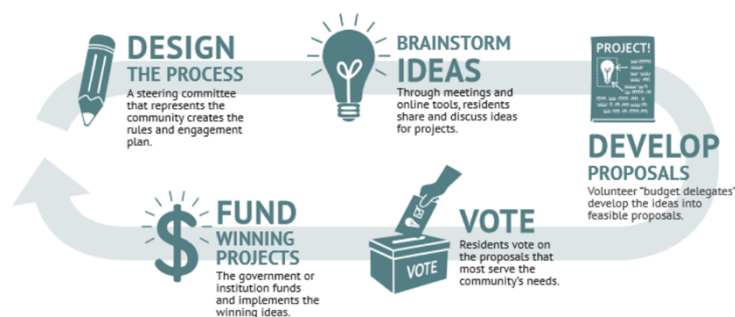 DESIGN
THE PROCESS
A steering committee
that represents the
community creates the
rules and engagement
plan.
BRAINSTORM
IDEAS
Through meetings and
online tools, residents
share and discuss ideas
for projects.
PROJECT!
DEVELOP
PROPOSALS
Volunteer "budget delegates"
develop the ideas into
feasible proposals.
VOTE
Residents vote on
the proposals that
most serve the
community's needs.
VOTE
FUND
WINNING
PROJECTS
The government or
institution funds
and implements the
winning ideas.